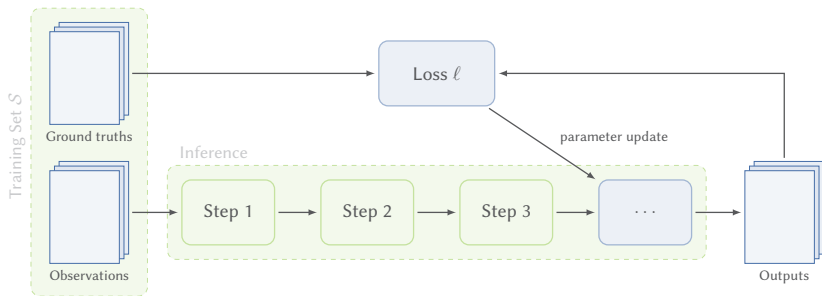 Training Set 𝒮
Ground truths
Observations
Loss ℓ
parameter update
Inference
Step 1
Step 2
Step 3
· · ·
Outputs